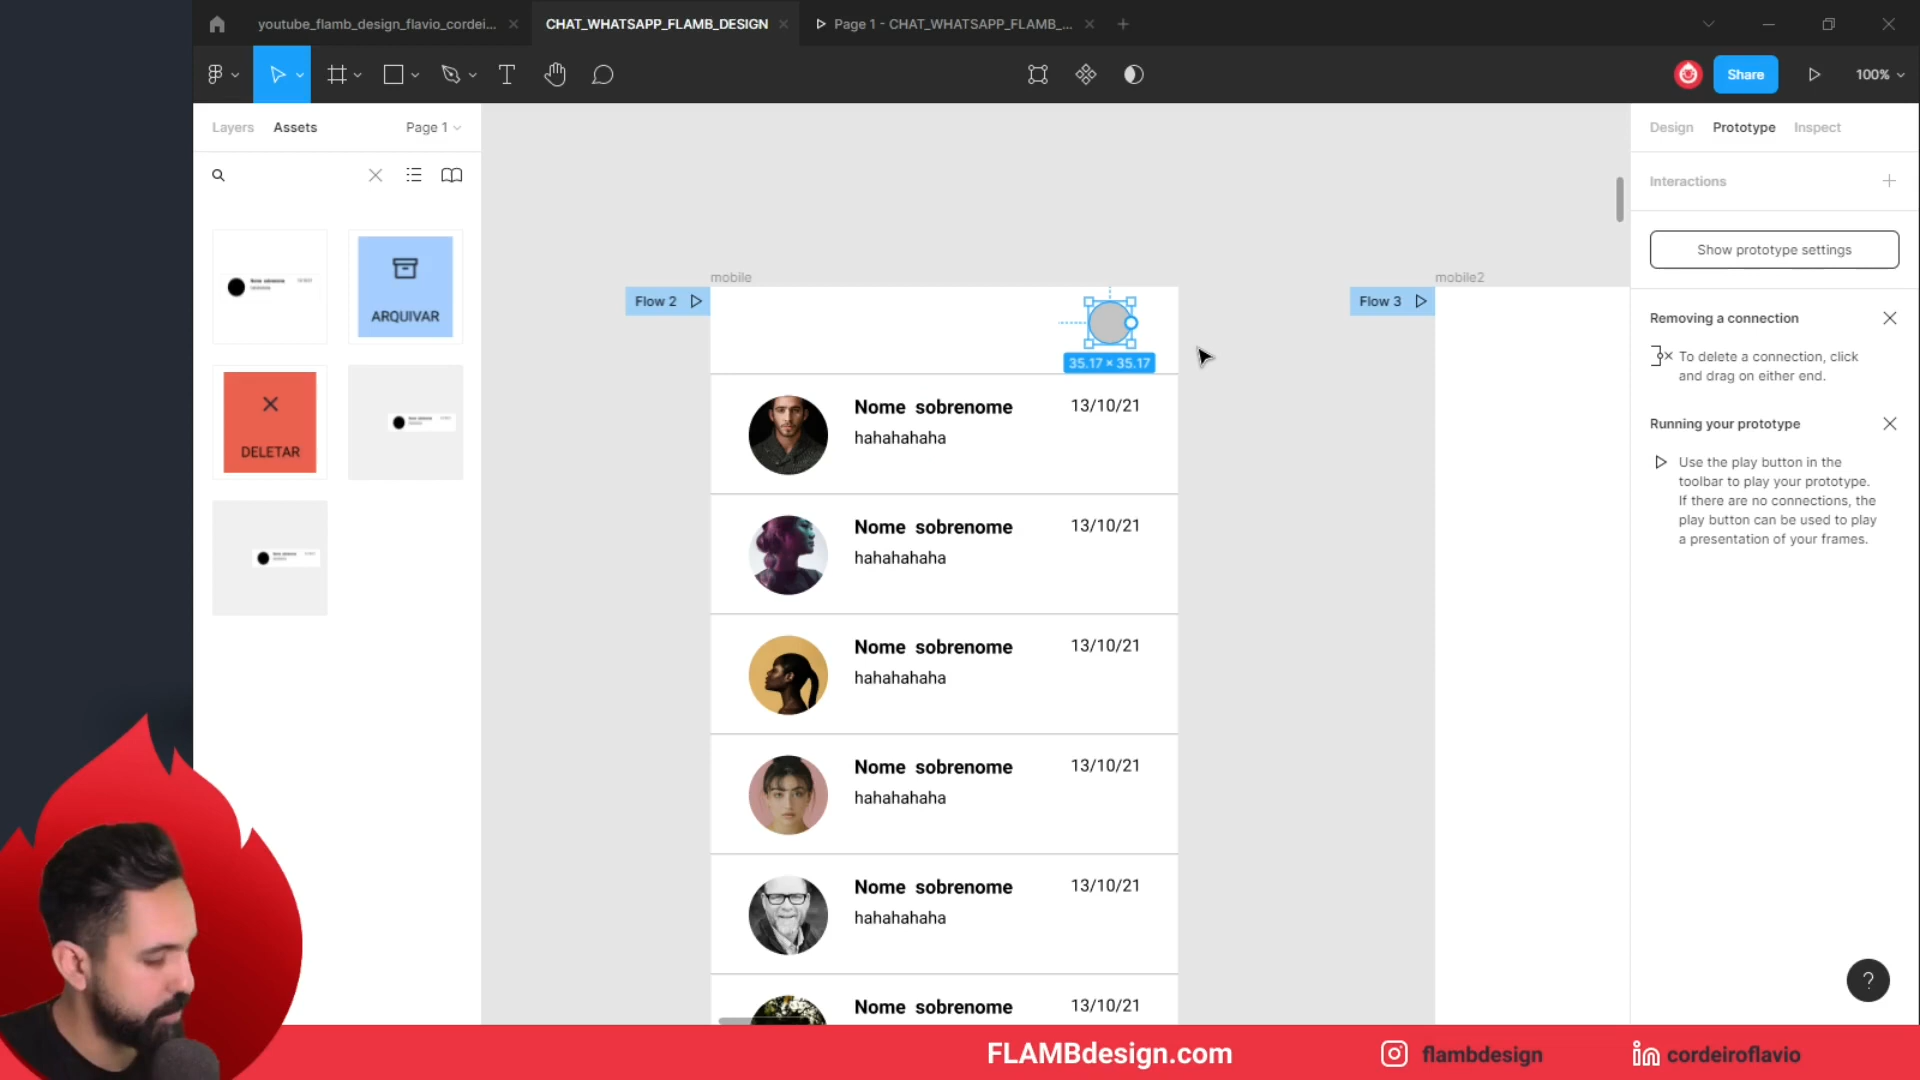 youtube_flamb_design_flavio_cordei...
CHAT_WHATSAPP_FLAMB_DESIGN
Page 1 - CHAT_WHATSAPP_FLAMB_...
Share
100%
Layers
Assets
Page 1
Design
Prototype
Inspect
Interactions
Show prototype settings
Removing a connection
To delete a connection, click
and drag on either end.
Running your prototype
Use the play button in the
toolbar to play your prototype.
If there are no connections, the
play button can be used to play
a presentation of your frames.
ARQUIVAR
DELETAR
mobile
Flow 2
35.17 × 35.17
mobile2
Flow 3
Nome sobrenome
13/10/21
hahahahaha
Nome sobrenome
13/10/21
hahahahaha
Nome sobrenome
13/10/21
hahahahaha
Nome sobrenome
13/10/21
hahahahaha
Nome sobrenome
13/10/21
hahahahaha
Nome sobrenome
13/10/21
?
FLAMBdesign.com
flambdesign
in cordeiroflavio